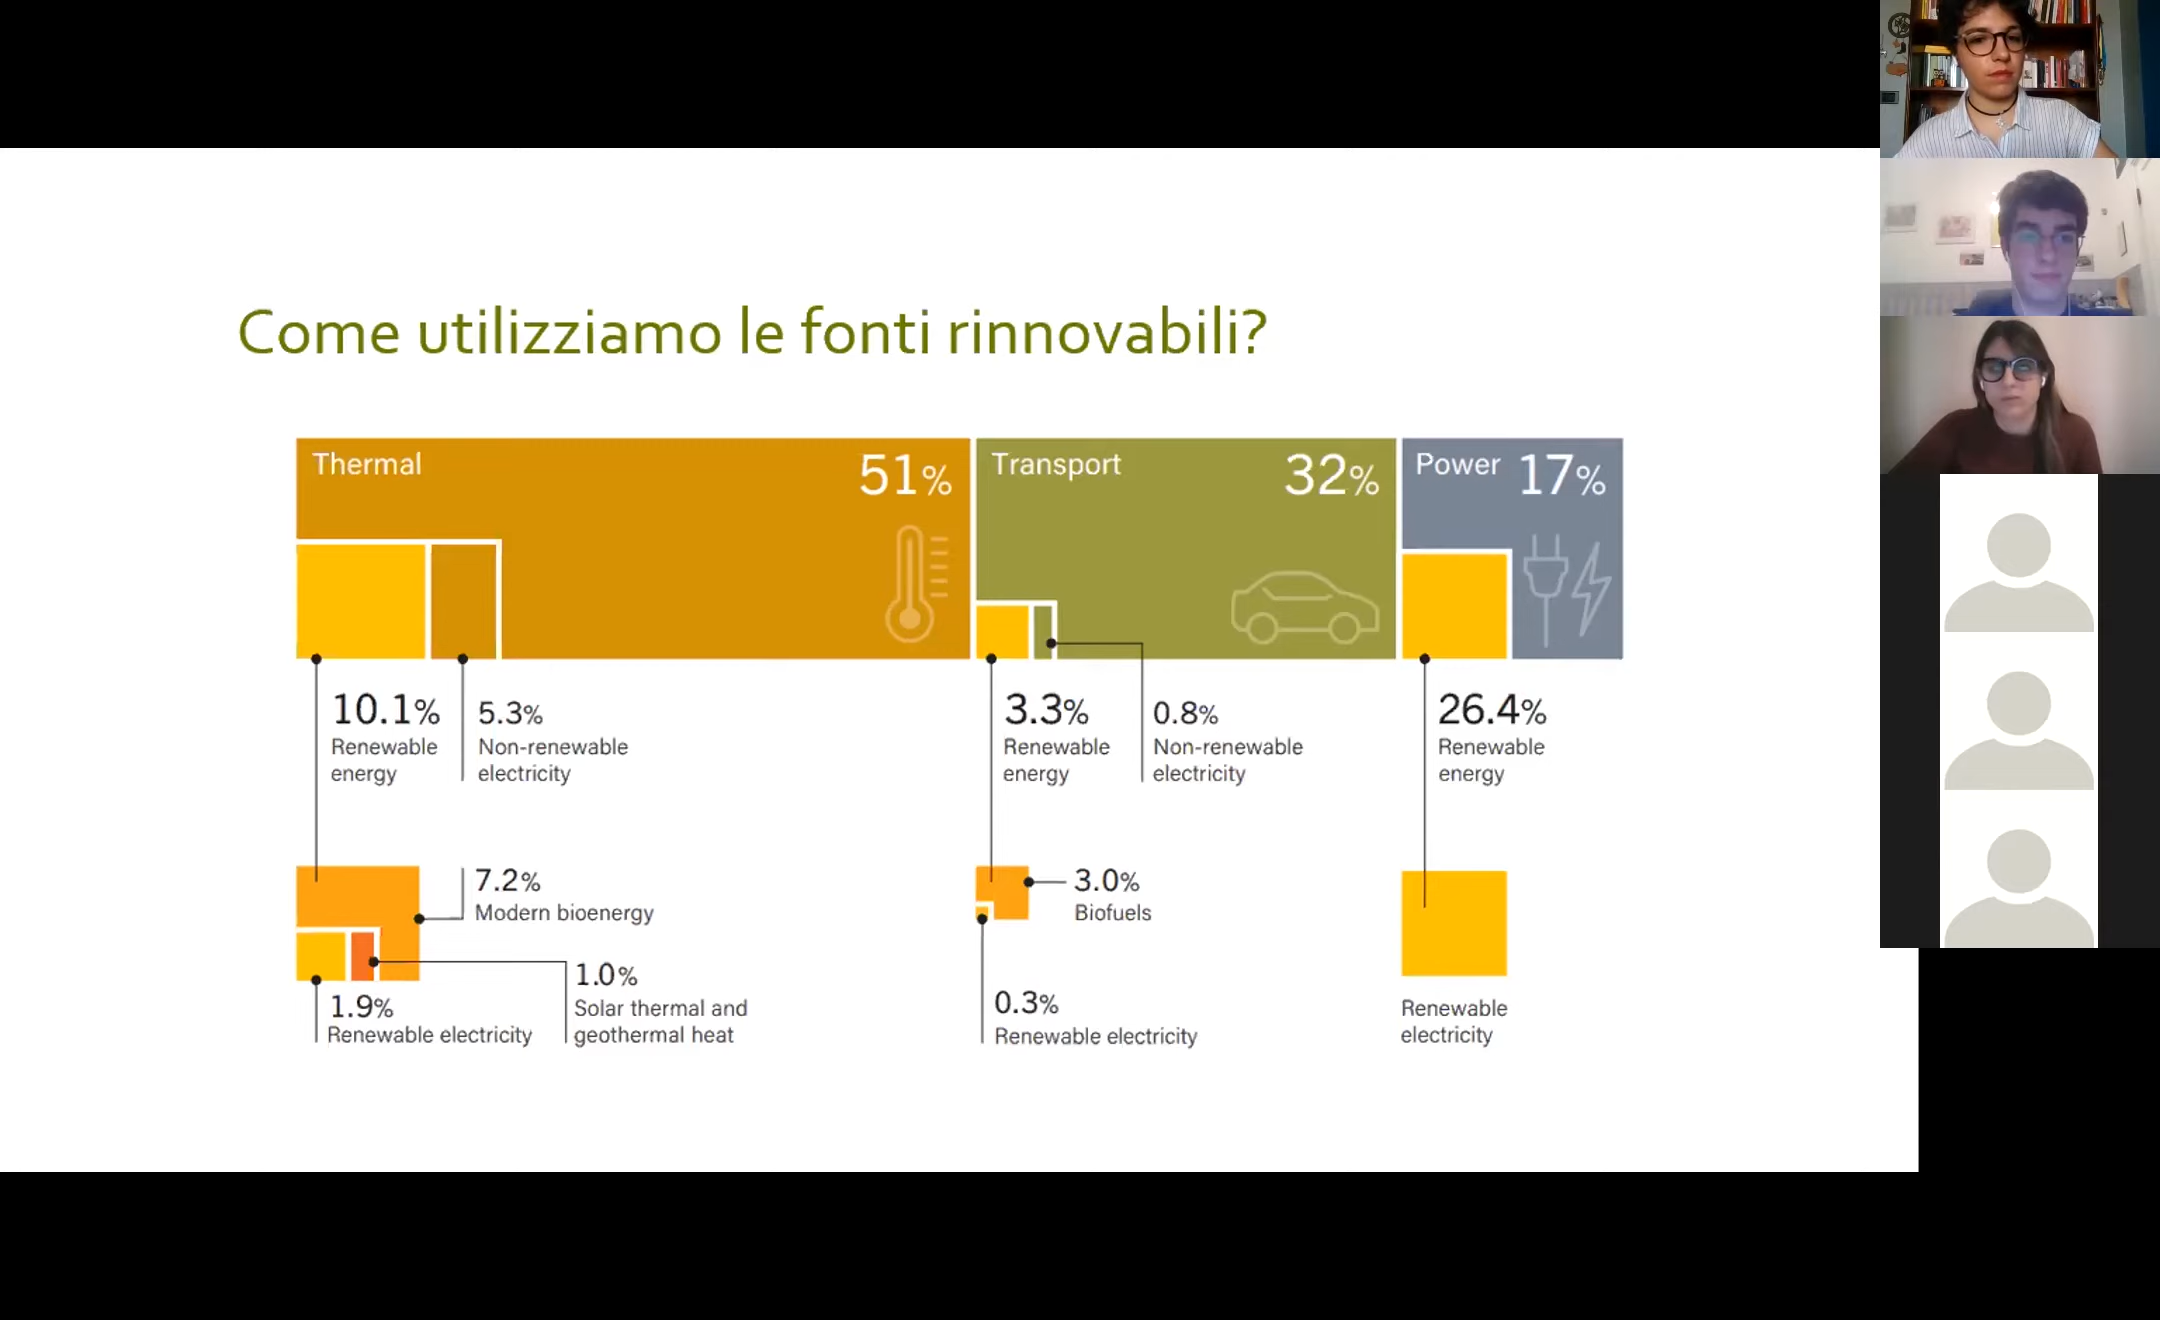 Come utilizziamo le fonti rinnovabili?
Thermal
51%
Transport
32%
Power 17%
10.1%
Renewable
energy
5.3%
Non-renewable
electricity
3.3%
Renewable
energy
0.8%
Non-renewable
electricity
26.4%
Renewable
energy
7.2%
Modern bioenergy
1.9%
Renewable electricity
1.0%
Solar thermal and
geothermal heat
3.0%
Biofuels
0.3%
Renewable electricity
Renewable
electricity